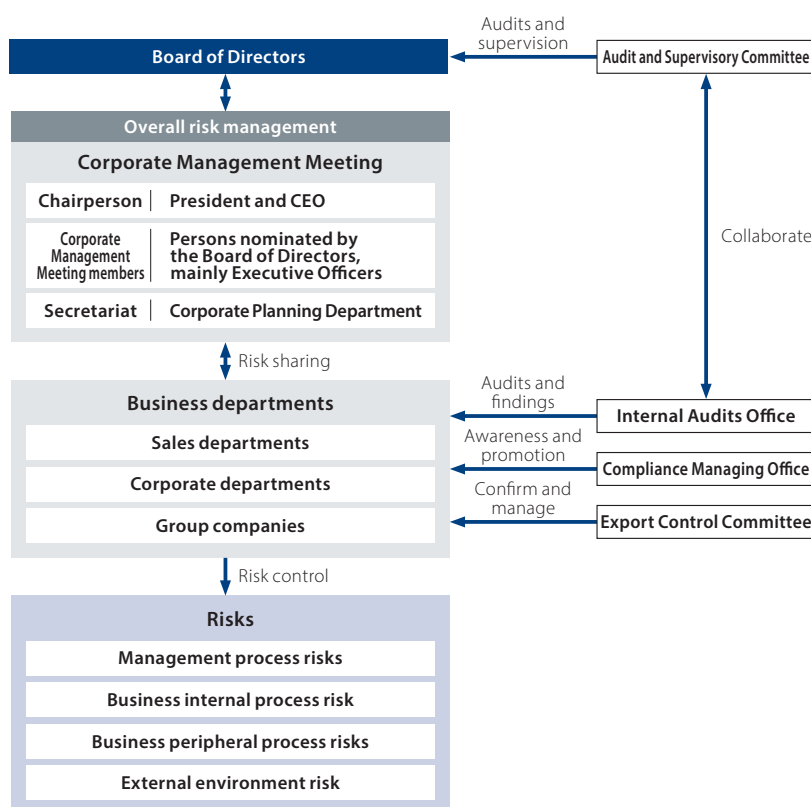 Audits and
supervision
Board of Directors
Audit and Supervisory Committee
Overall risk management
Corporate Management Meeting
Chairperson
President and CEO
Corporate
Management
Meeting members
Persons nominated by
the Board of Directors,
mainly Executive Officers
Secretariat
Corporate Planning Department
Collaborate
Risk sharing
Business departments
Sales departments
Corporate departments
Group companies
Audits and
findings
Internal Audits Office
Awareness and
promotion
Compliance Managing Office
Confirm and
manage
Export Control Committee
Risk control
Risks
Management process risks
Business internal process risk
Business peripheral process risks
External environment risk